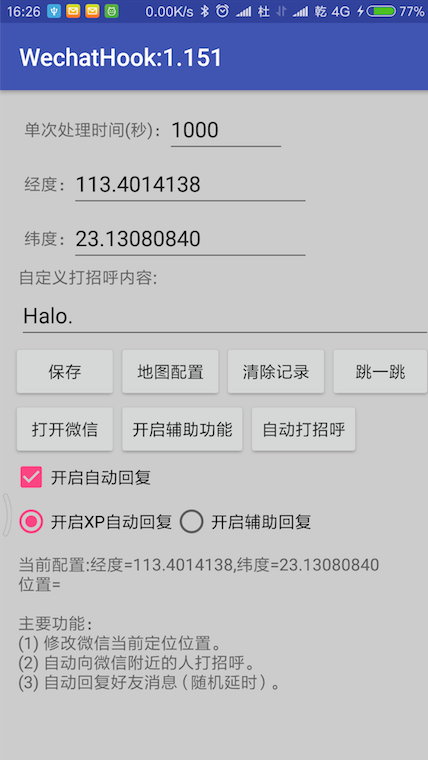 16:26 0.00K/s 杜 乾 4G 77%
WechatHook:1.151
单次处理时间(秒)： 1000
经度： 113.4014138
纬度： 23.13080840
自定义打招呼内容:
Halo.
保存 地图配置 清除记录 跳一跳
打开微信 开启辅助功能 自动打招呼
开启自动回复
开启XP自动回复 开启辅助回复
当前配置:经度=113.4014138,纬度=23.13080840
位置=
主要功能：
(1) 修改微信当前定位位置。
(2) 自动向微信附近的人打招呼。
(3) 自动回复好友消息（随机延时）。